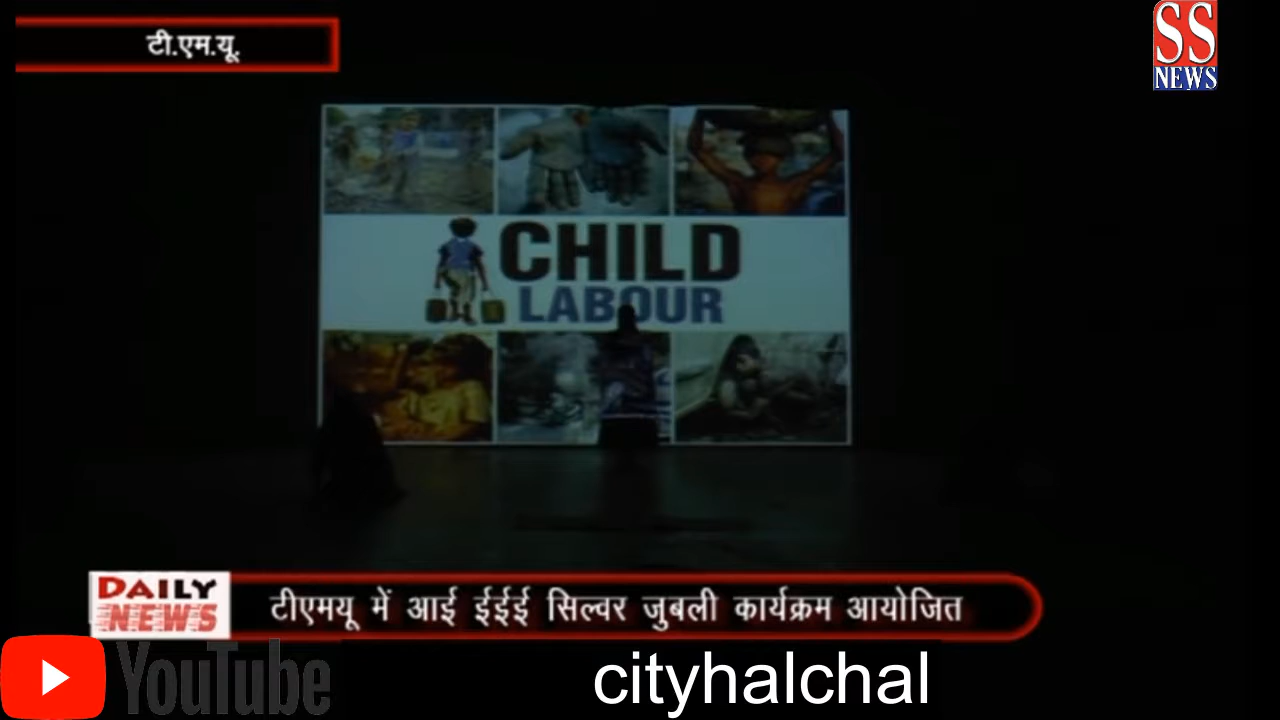 टी.एम.यू.
SS
NEWS
CHILD
LABOUR
DAILY
NEWS
टीएमयू में आई ईईई सिल्वर जुबली कार्यक्रम आयोजित
YouTube
cityhalchal